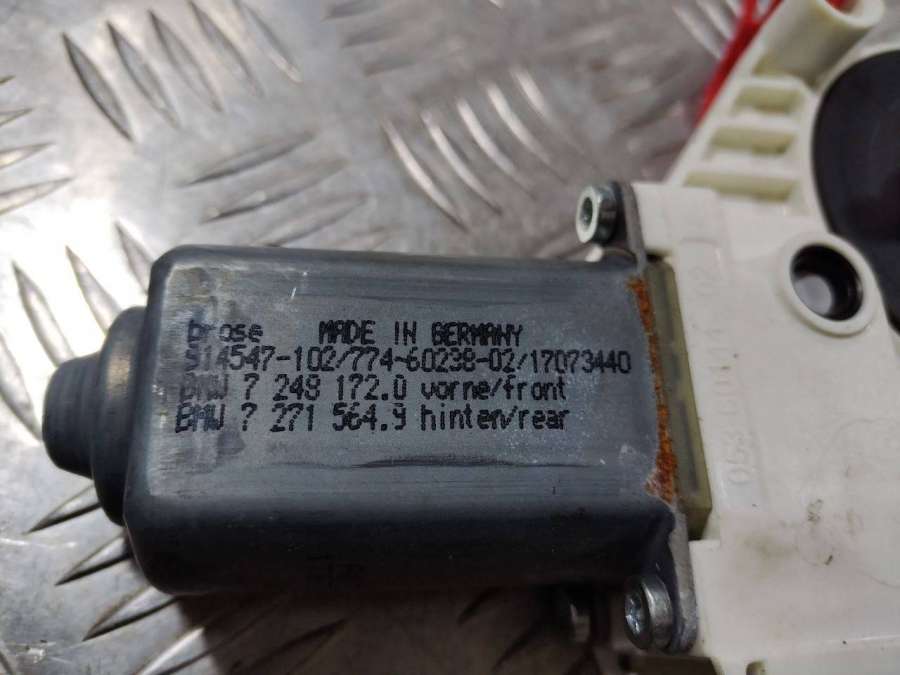 brose MADE IN GERMANY
914547-102/774-60238-02/17073440
BMW 7 248 172.0 vorne/front
BMW 7 271 564.9 hinten/rear